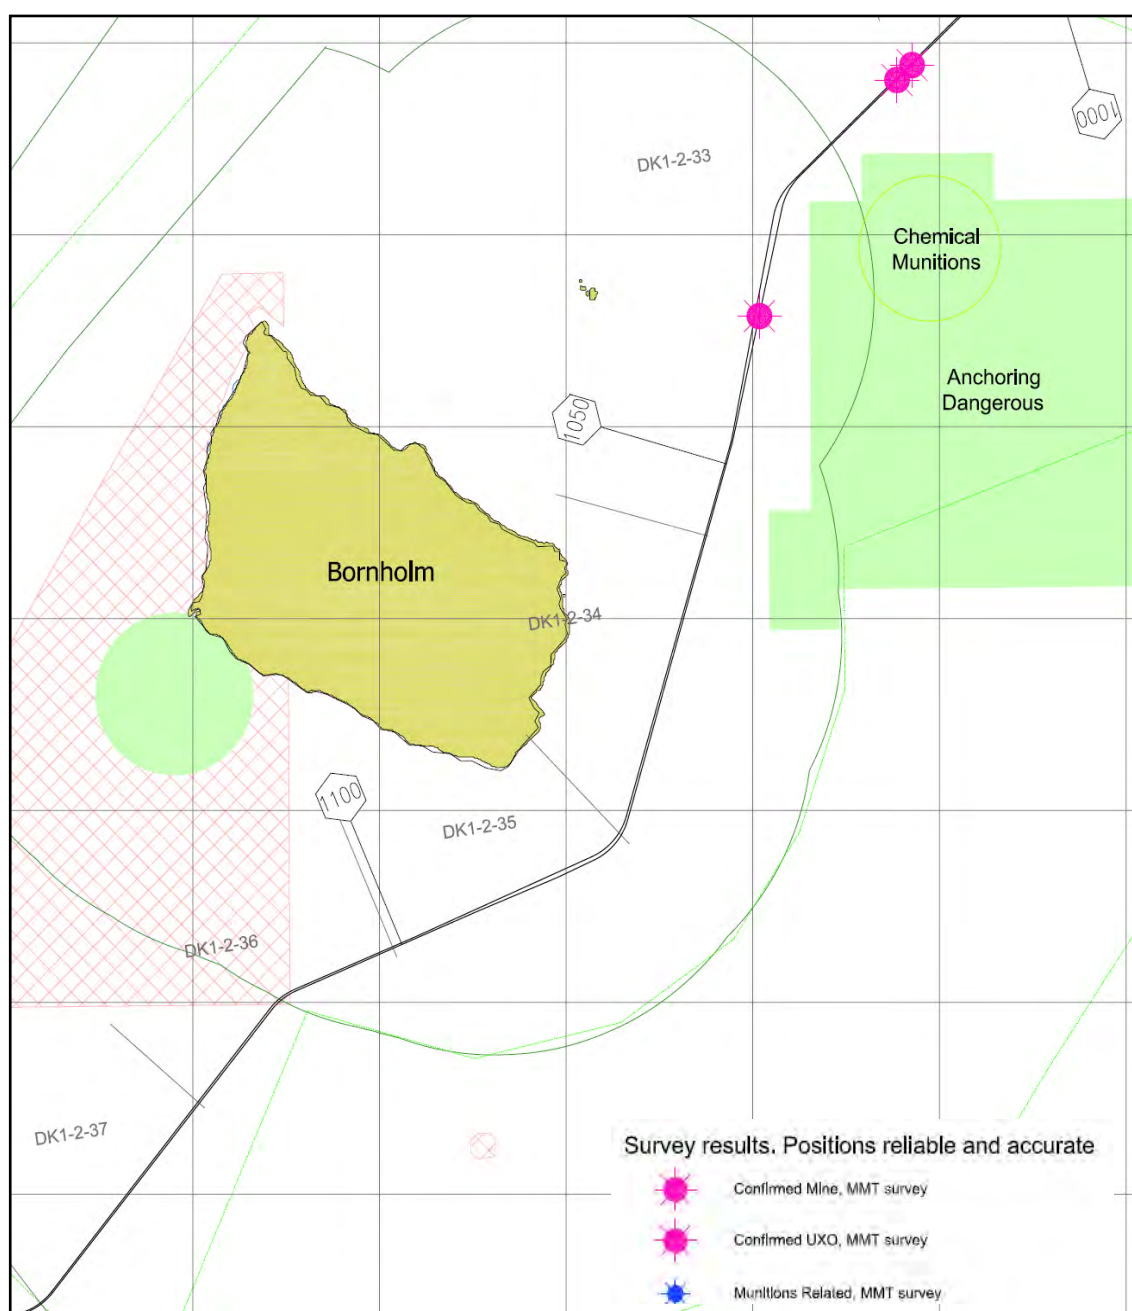 DK1-2-33
1000
Chemical
Munitions
Anchoring
Dangerous
1050
Bornholm
DK1-2-34
1100
DK1-2-35
DK1-2-36
DK1-2-37
Survey results. Positions reliable and accurate
Confirmed Mine, MMT survey
Confirmed UXO, MMT survey
Munitions Related, MMT survey